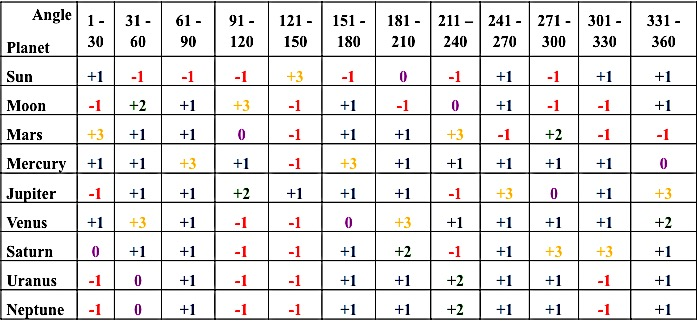 Angle 1 - 31 - 61 - 91 - 121 - 151 - 181 - 211 – 241 - 271 - 301 - 331 -
Planet 30 60 90 120 150 180 210 240 270 300 330 360
Sun +1 -1 -1 -1 +3 -1 0 -1 +1 -1 +1 +1
Moon -1 +2 +1 +3 -1 +1 -1 0 +1 -1 -1 +1
Mars +3 +1 +1 0 -1 +1 +1 +3 -1 +2 -1 -1
Mercury +1 +1 +3 +1 -1 +3 +1 +1 +1 +1 +1 0
Jupiter -1 +1 +1 +2 +1 +1 +1 -1 +3 0 +1 +3
Venus +1 +3 +1 -1 -1 0 +3 +1 +1 +1 +1 +2
Saturn 0 +1 +1 -1 -1 +1 +2 -1 +1 +3 +3 +1
Uranus -1 0 +1 -1 -1 +1 +1 +2 +1 +1 -1 +1
Neptune -1 0 +1 -1 -1 +1 +1 +2 +1 +1 -1 +1